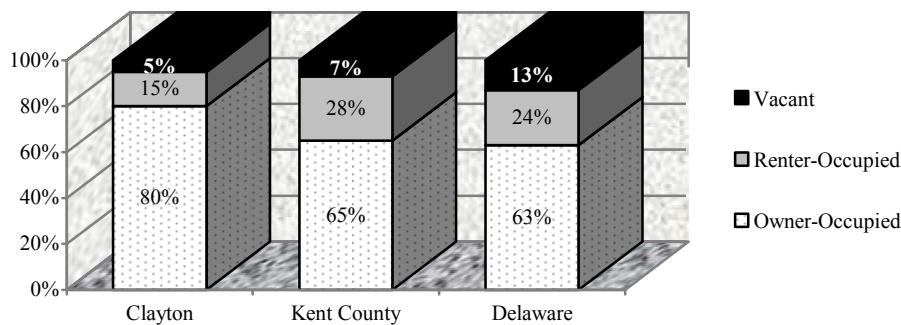 100%
80%
60%
40%
20%
0%
5%
15%
80%
7%
28%
65%
13%
24%
63%
Clayton
Kent County
Delaware
Vacant
Renter-Occupied
Owner-Occupied